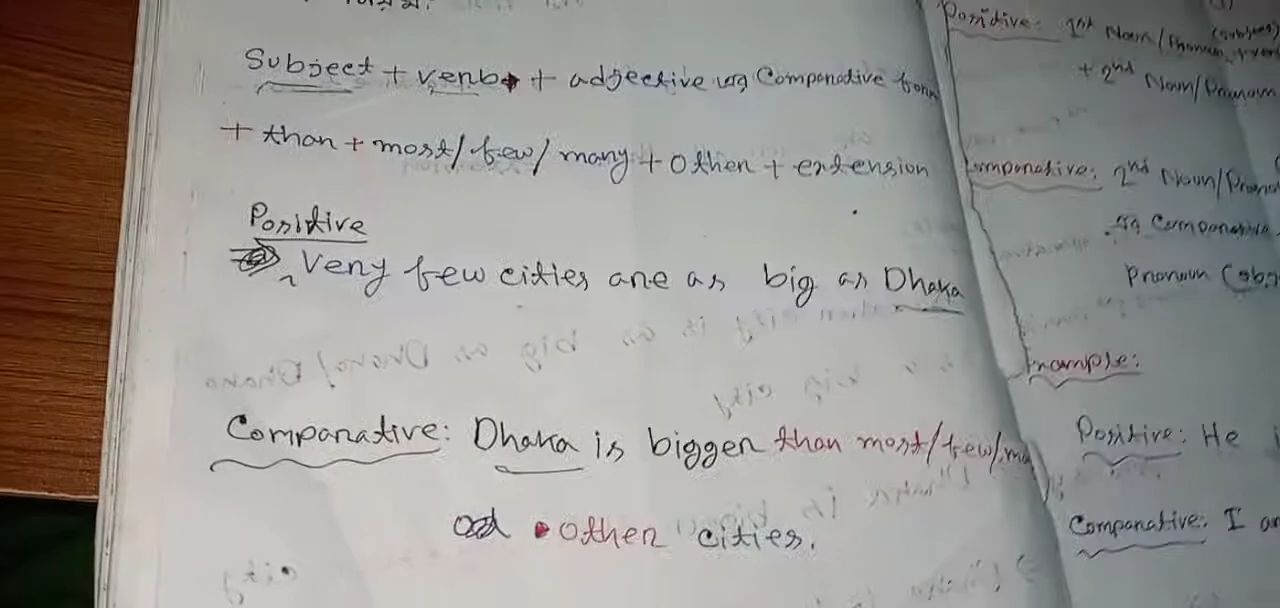 Subject + verb + adjective এর Comparative form
+ than + most/few/many + Other + extension
Positive
Very few cities are as big as Dhaka
Comparative: Dhaka is bigger than most/few/ma
other cities.
Positive: 1st Noun/Pronoun
+ 2nd Noun/Pronoun
Comparative: 2nd Noun/Prono
এর Comparative
Pronoun (obj
Example:
Positive: He
Comparative: I